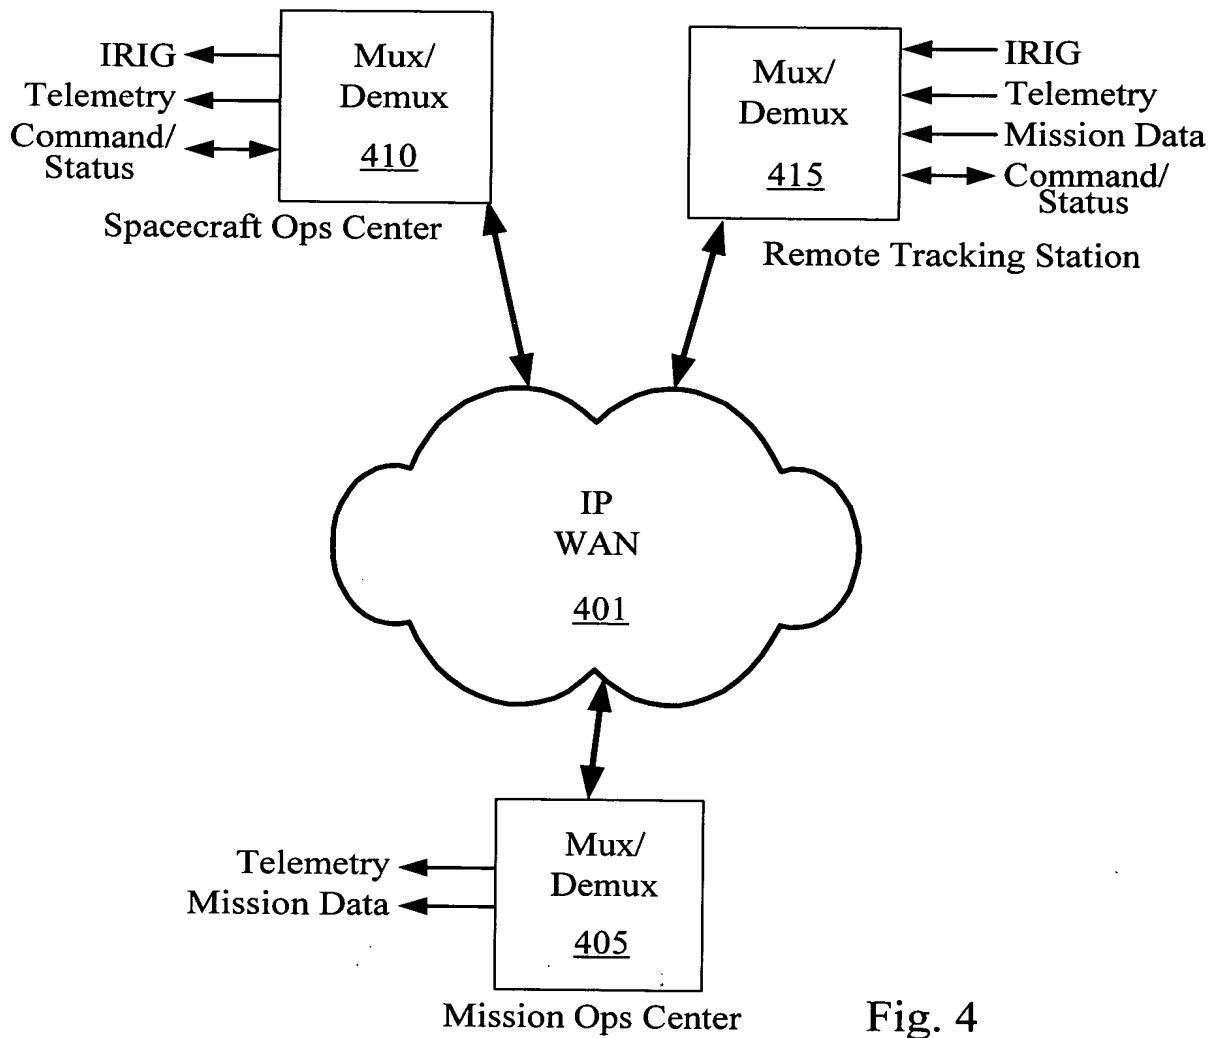 IRIG
Telemetry
Command/
Status
Mux/
Demux
410
Spacecraft Ops Center
Mux/
Demux
415
IRIG
Telemetry
Mission Data
Command/
Status
Remote Tracking Station
IP
WAN
401
Telemetry
Mission Data
Mux/
Demux
405
Mission Ops Center
Fig. 4